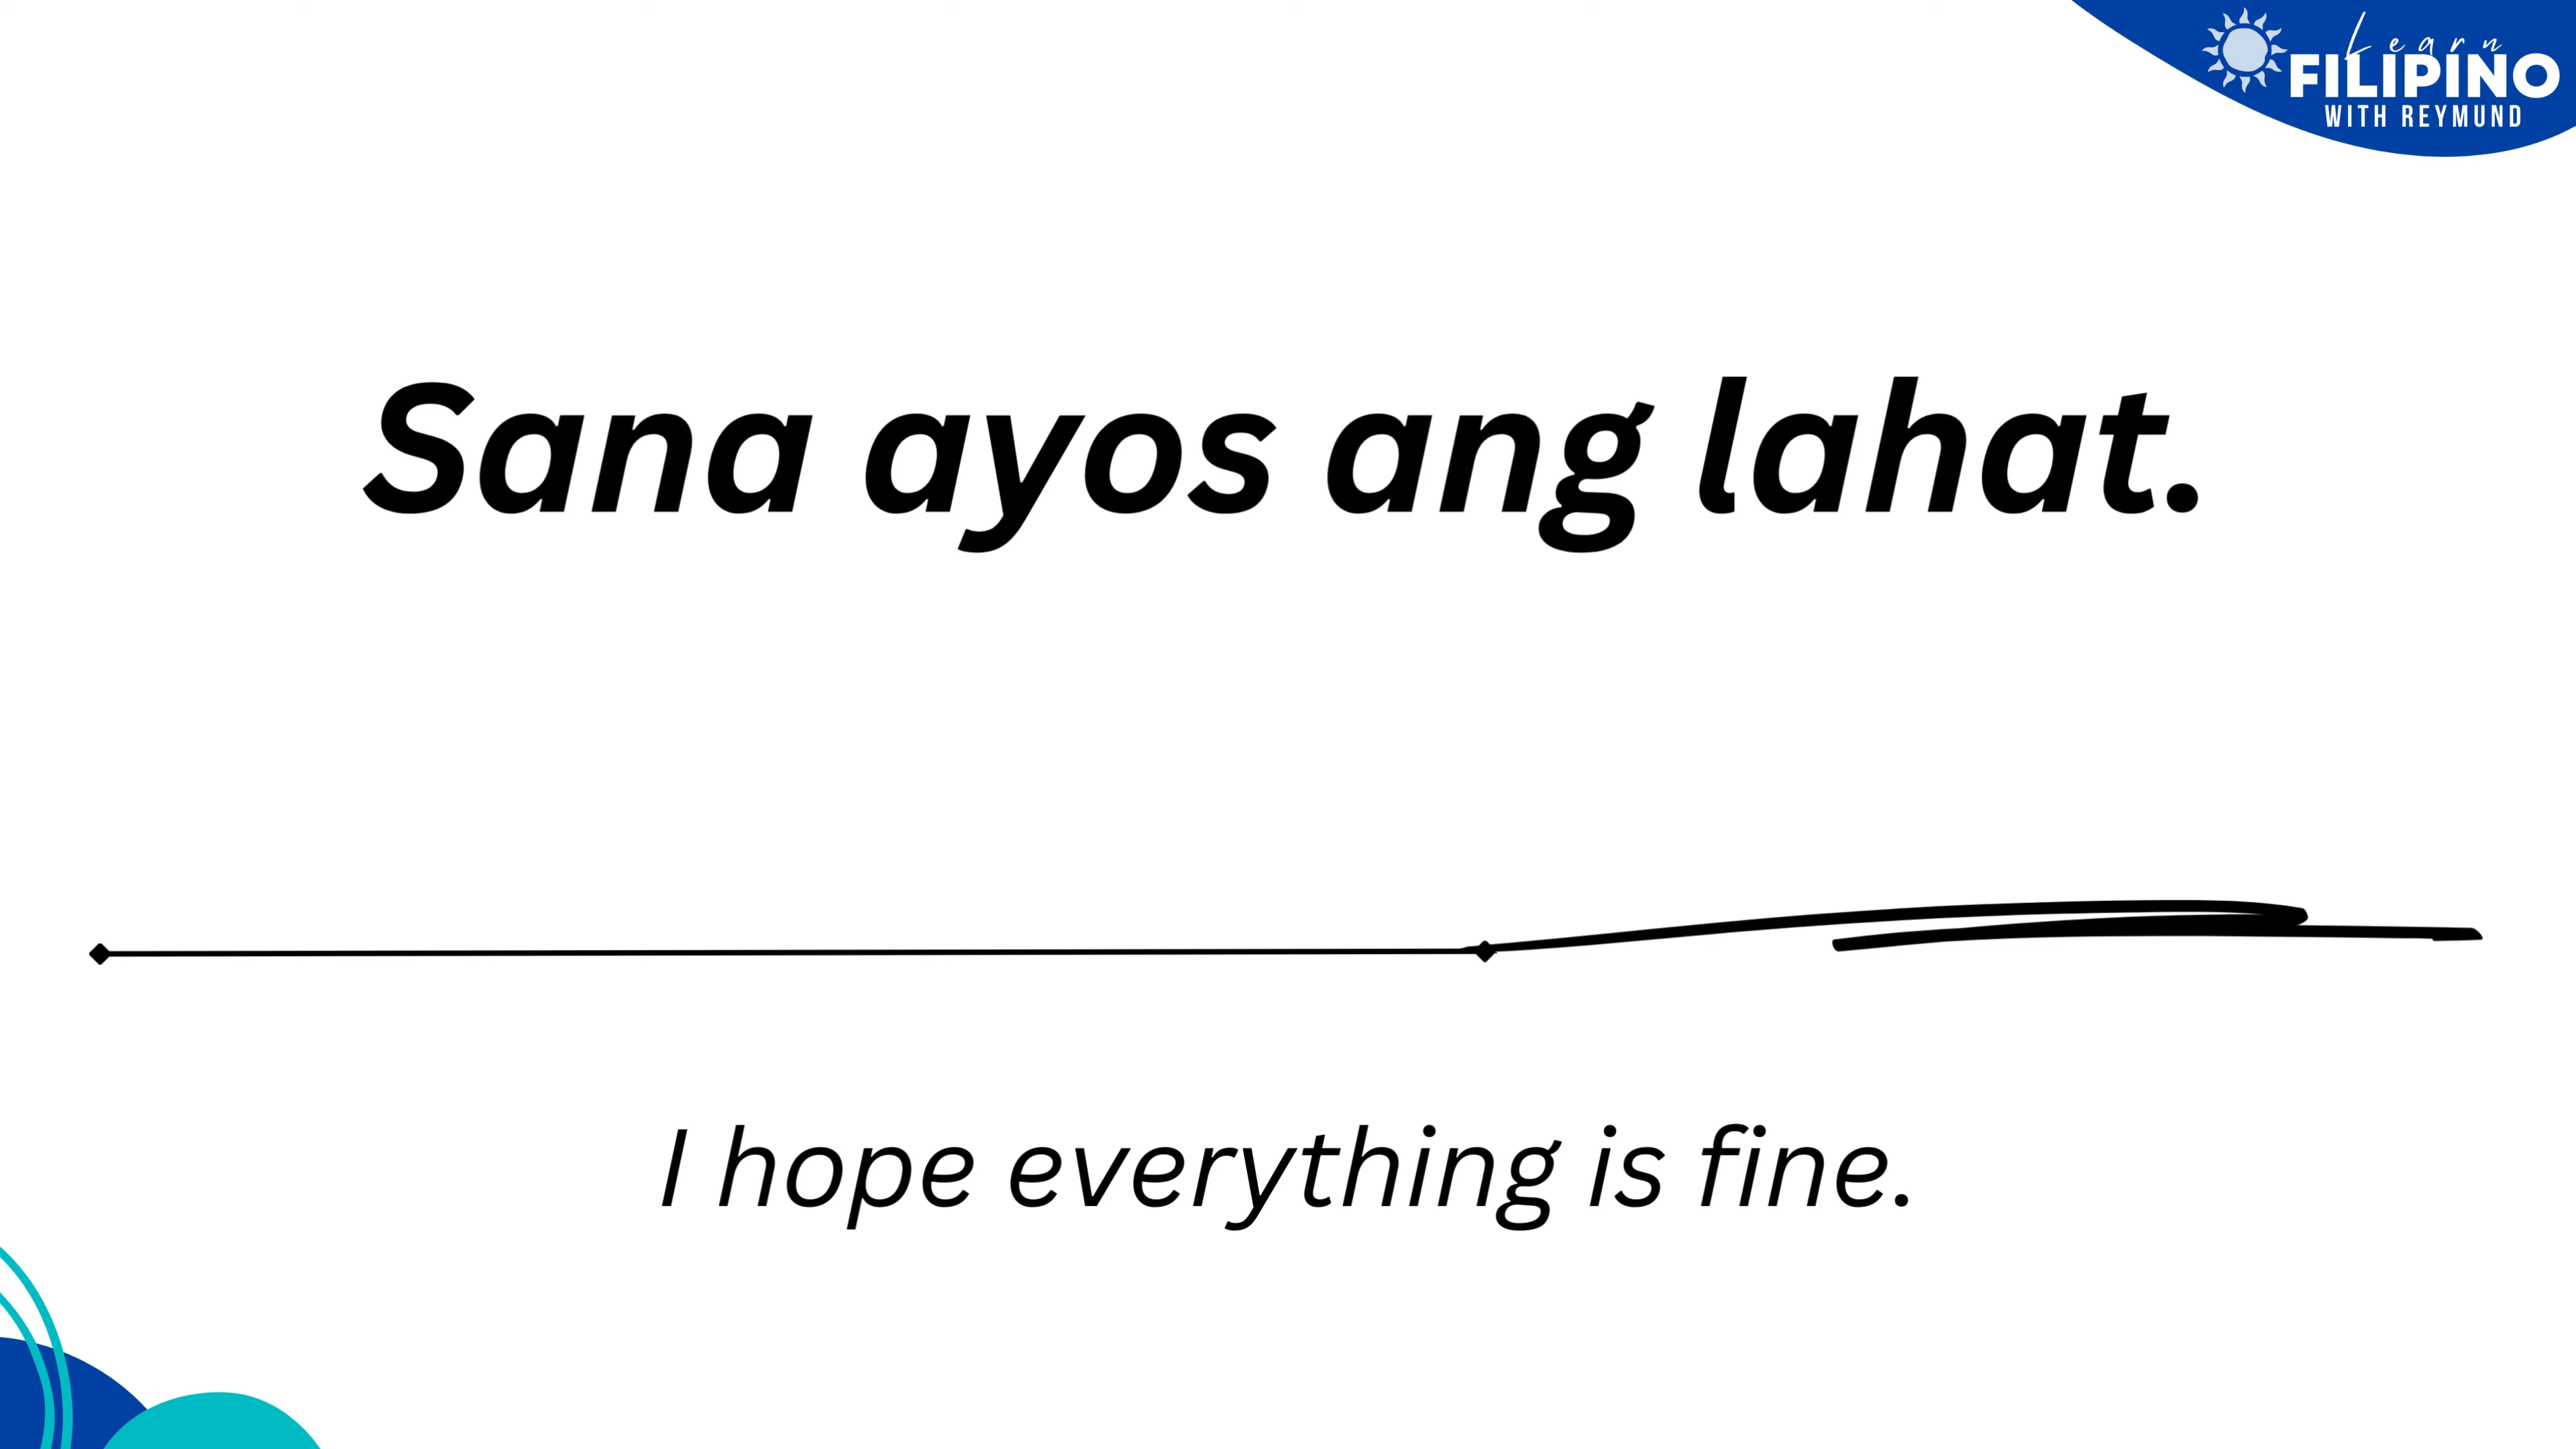 Learn
FILIPINO
WITH REYMUND
Sana ayos ang lahat.
I hope everything is fine.